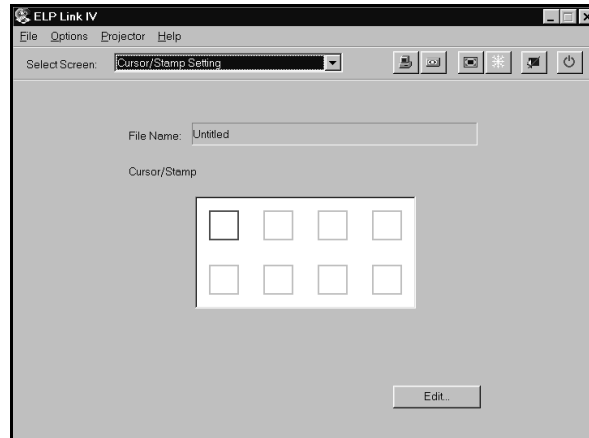 ELP Link IV
File Options Projector Help
Select Screen: Cursor/Stamp Setting
File Name: Untitled
Cursor/Stamp
Edit...